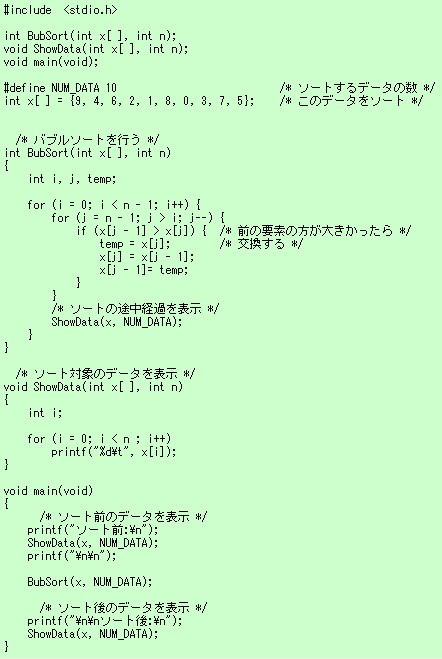 #include  <stdio.h>

int BubSort(int x[ ], int n);
void ShowData(int x[ ], int n);
void main(void);

#define NUM_DATA 10                           /* ソートするデータの数 */
int x[ ] = {9, 4, 6, 2, 1, 8, 0, 3, 7, 5};    /* このデータをソート */


  /* バブルソートを行う */
int BubSort(int x[ ], int n)
{
    int i, j, temp;

    for (i = 0; i < n - 1; i++) {
        for (j = n - 1; j > i; j--) {
            if (x[j - 1] > x[j]) {  /* 前の要素の方が大きかったら */
                temp = x[j];        /* 交換する */
                x[j] = x[j - 1];
                x[j - 1]= temp;
            }
        }
        /* ソートの途中経過を表示 */
        ShowData(x, NUM_DATA);
    }
}

  /* ソート対象のデータを表示 */
void ShowData(int x[ ], int n)
{
    int i;

    for (i = 0; i < n ; i++)
        printf("%d¥t", x[i]);
}

void main(void)
{
      /* ソート前のデータを表示 */
    printf("ソート前:¥n");
    ShowData(x, NUM_DATA);
    printf("¥n¥n");

    BubSort(x, NUM_DATA);

      /* ソート後のデータを表示 */
    printf("¥n¥nソート後:¥n");
    ShowData(x, NUM_DATA);
}